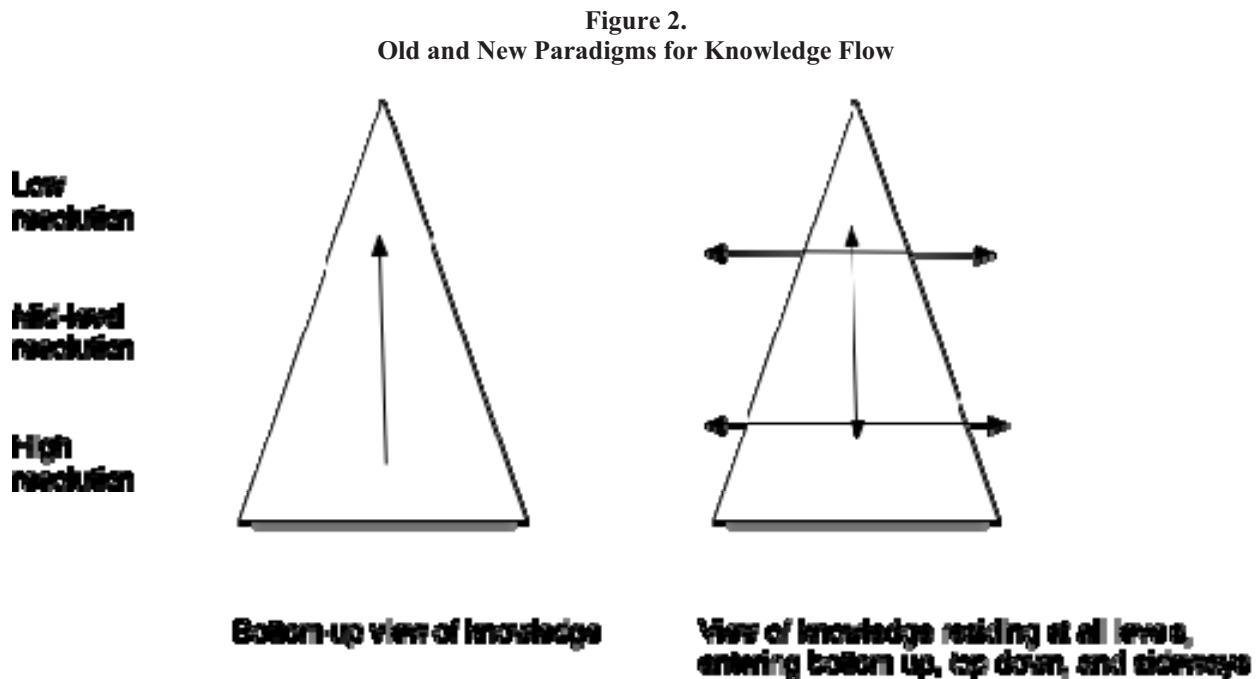 Figure 2.
Old and New Paradigms for Knowledge Flow
Low
resolution
Mid-level
resolution
High
resolution
Bottom-up view of knowledge
View of knowledge residing at all levels,
entering bottom up, top down, and sideways